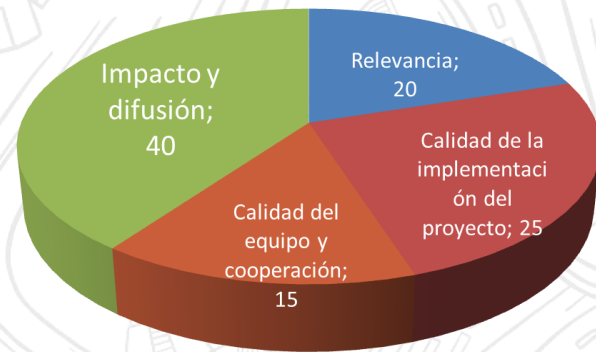 Relevancia;
20
Calidad de la
implementaci
ón del
proyecto; 25
Calidad del
equipo y
cooperación;
15
Impacto y
difusión;
40